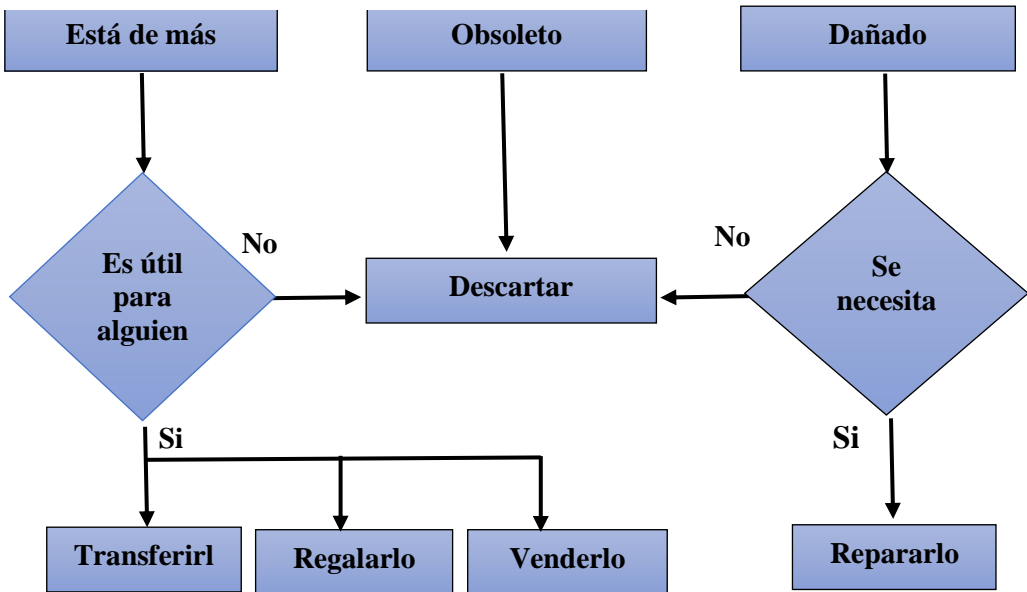 Está de más
Obsoleto
Dañado
No
No
Es útil
para
alguien
Descartar
Se
necesita
Si
Si
Transferirl
Regalarlo
Venderlo
Repararlo